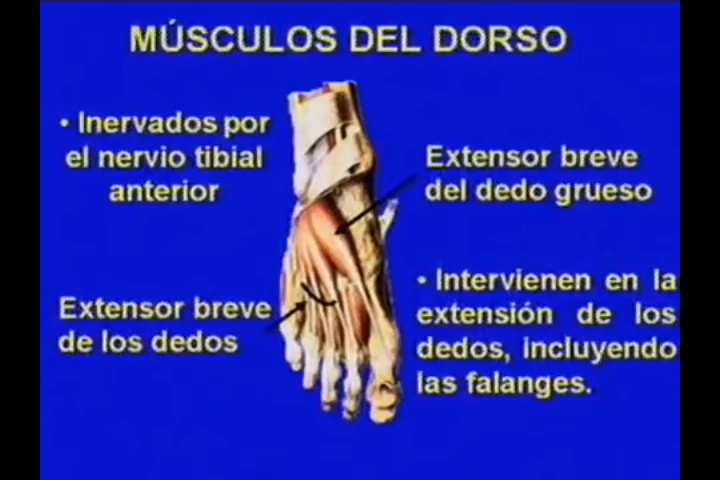 MÚSCULOS DEL DORSO
• Inervados por
el nervio tibial
anterior
Extensor breve
del dedo grueso
Extensor breve
de los dedos
• Intervienen en la
extensión de los
dedos, incluyendo
las falanges.